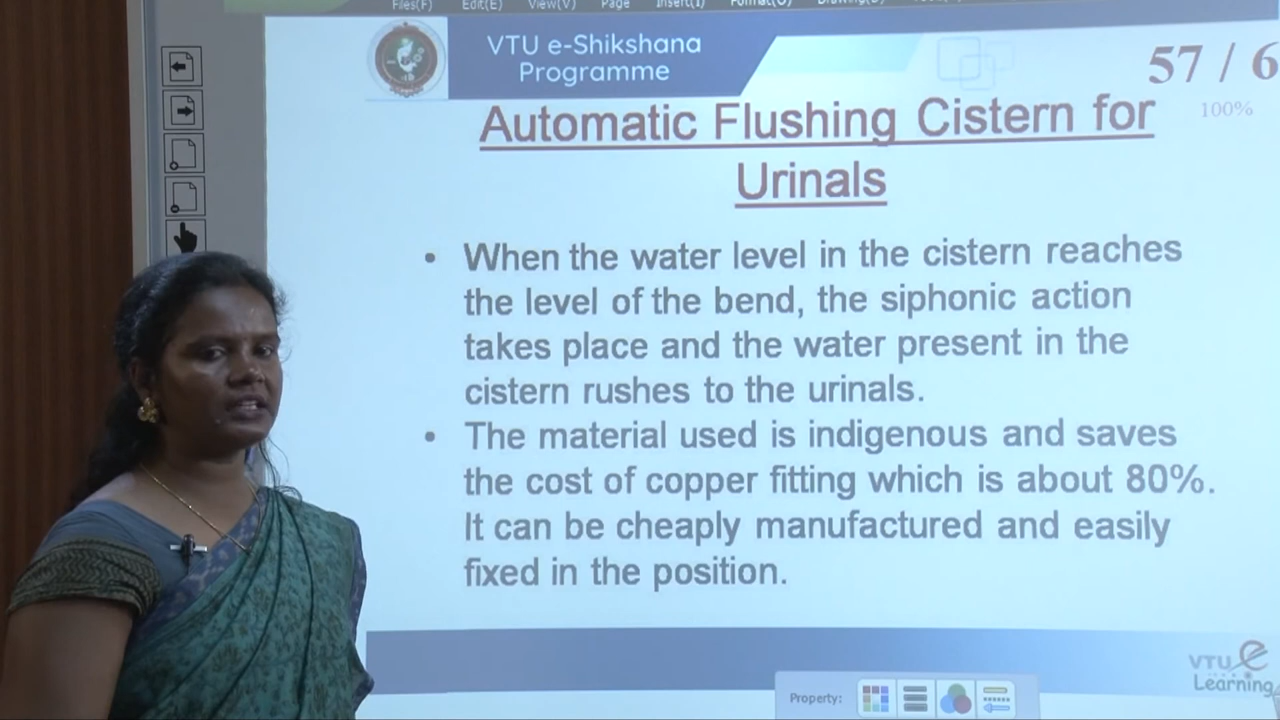 Files(F) Edit(E) View(V) Page Insert(I) Format(O)
VTU e-Shikshana
Programme
57 / 6
100%
Automatic Flushing Cistern for
Urinals
• When the water level in the cistern reaches
the level of the bend, the siphonic action
takes place and the water present in the
cistern rushes to the urinals.
• The material used is indigenous and saves
the cost of copper fitting which is about 80%.
It can be cheaply manufactured and easily
fixed in the position.
VTU e
Learning
Property: